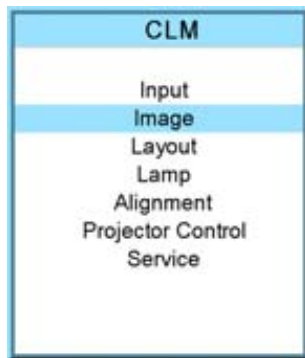 CLM
Input
Image
Layout
Lamp
Alignment
Projector Control
Service